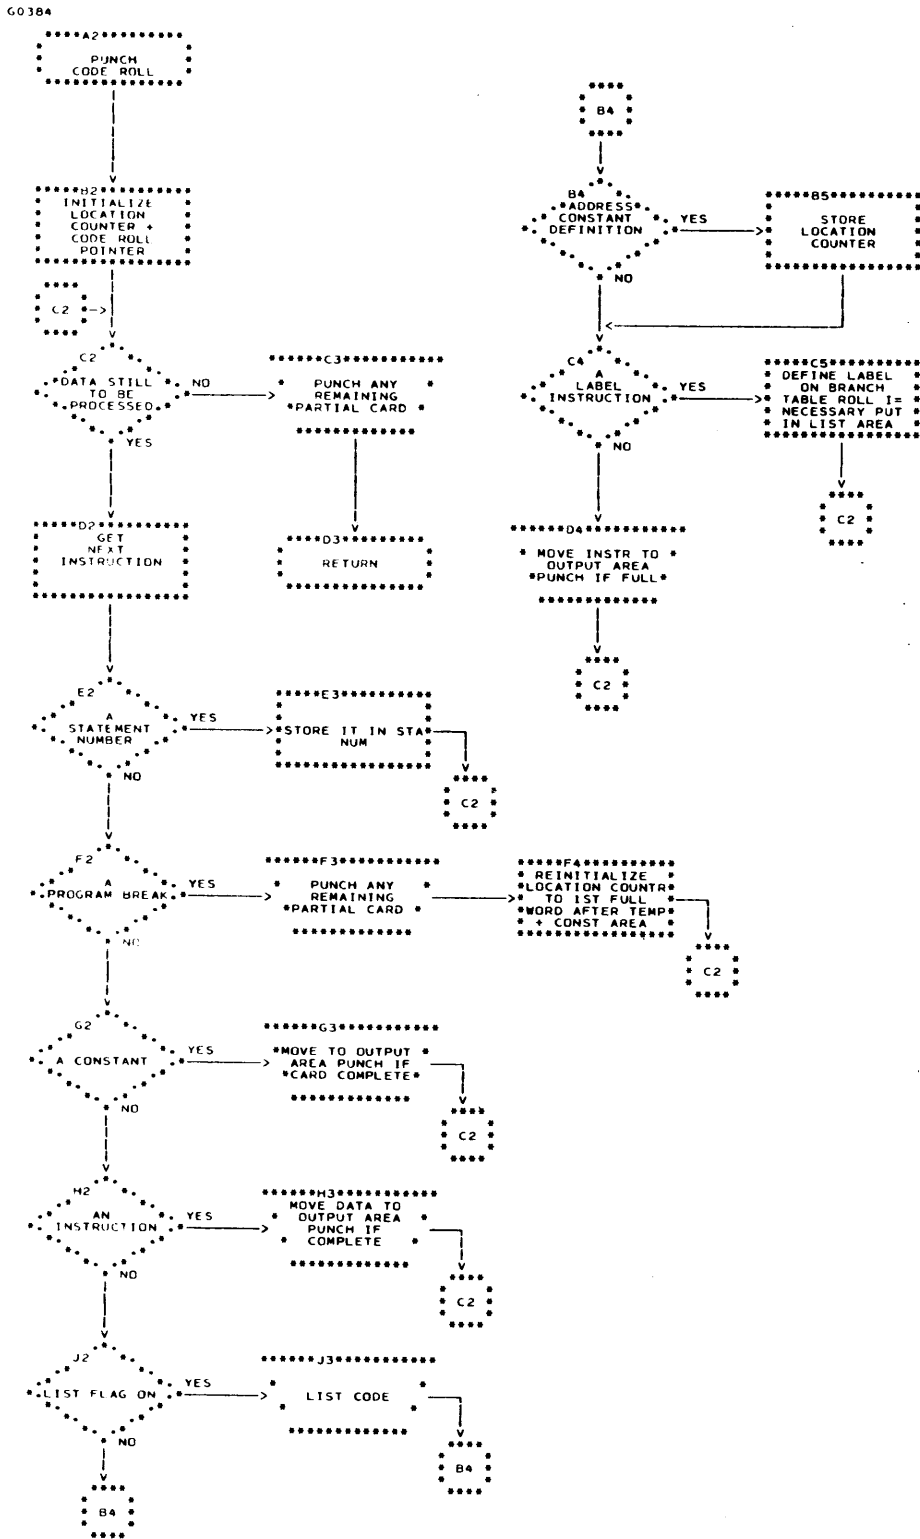 G0384
A2
PUNCH
CODE ROLL
B2
INITIALIZE
LOCATION
COUNTER +
CODE ROLL
POINTER
C2
C2
DATA STILL
TO BE
PROCESSED
NO
YES
C3
PUNCH ANY
REMAINING
PARTIAL CARD
D2
GET
NEXT
INSTRUCTION
D3
RETURN
E2
A
STATEMENT
NUMBER
YES
NO
E3
STORE IT IN STA
NUM
C2
F2
A
PROGRAM BREAK
YES
NO
F3
PUNCH ANY
REMAINING
PARTIAL CARD
F4
REINITIALIZE
LOCATION COUNTR
TO 1ST FULL
WORD AFTER TEMP
+ CONST AREA
C2
G2
A CONSTANT
YES
NO
G3
MOVE TO OUTPUT
AREA PUNCH IF
CARD COMPLETE
C2
H2
AN
INSTRUCTION
YES
NO
H3
MOVE DATA TO
OUTPUT AREA
PUNCH IF
COMPLETE
C2
J2
LIST FLAG ON
YES
NO
J3
LIST CODE
B4
B4
B4
B4
ADDRESS
CONSTANT
DEFINITION
YES
NO
B5
STORE
LOCATION
COUNTER
C4
A
LABEL
INSTRUCTION
YES
NO
C5
DEFINE LABEL
ON BRANCH
TABLE ROLL I=
NECESSARY PUT
IN LIST AREA
C2
D4
MOVE INSTR TO
OUTPUT AREA
PUNCH IF FULL
C2